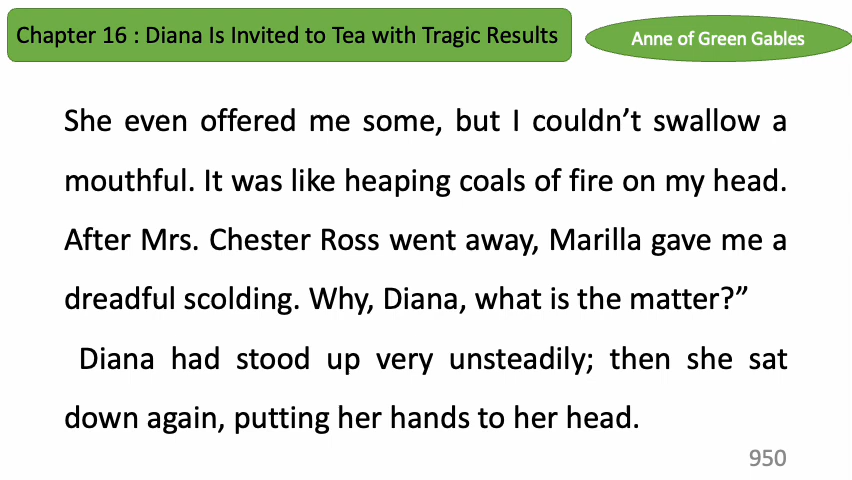 Chapter 16 : Diana Is Invited to Tea with Tragic Results
Anne of Green Gables
She even offered me some, but I couldn’t swallow a
mouthful. It was like heaping coals of fire on my head.
After Mrs. Chester Ross went away, Marilla gave me a
dreadful scolding. Why, Diana, what is the matter?”
Diana had stood up very unsteadily; then she sat
down again, putting her hands to her head.
950